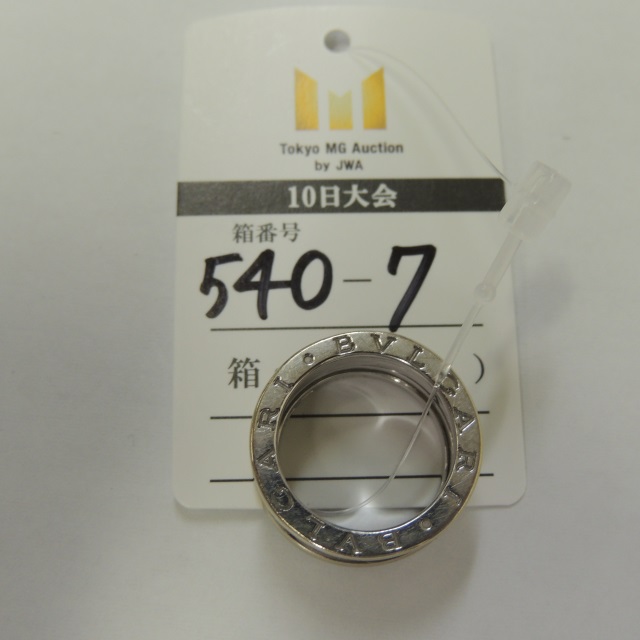 Tokyo MG Auction
by JWA
10日大会
箱番号
540-7
箱 )
BVLGARI • BVLGARI •